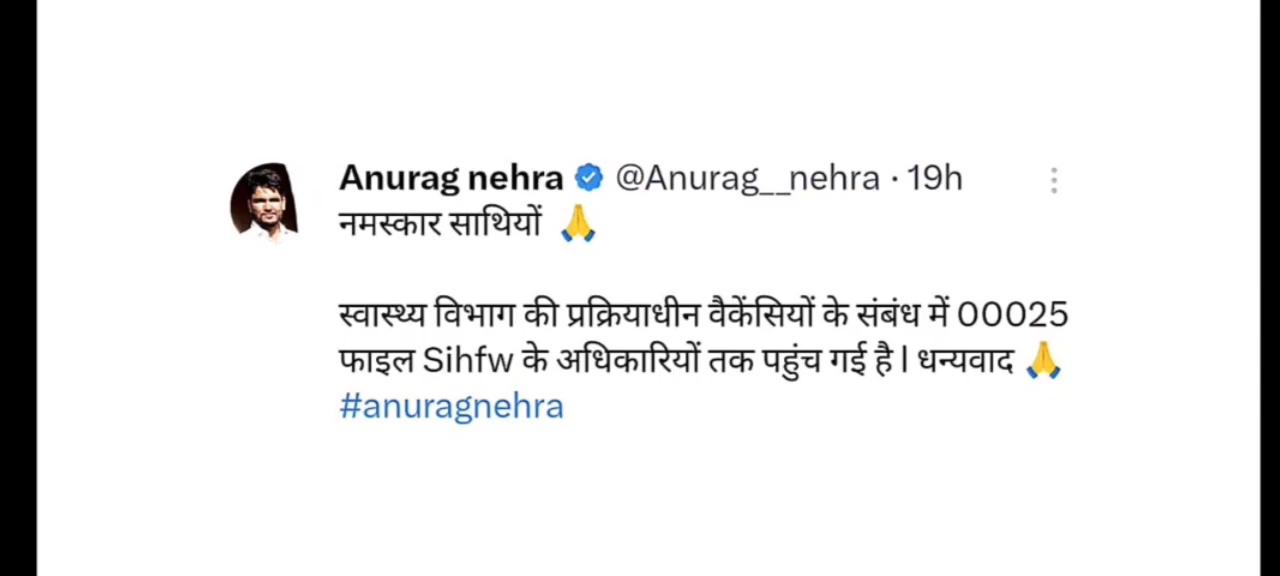 Anurag nehra @Anurag__nehra · 19h
नमस्कार साथियों 🙏
स्वास्थ्य विभाग की प्रक्रियाधीन वैकेंसियों के संबंध में 00025
फाइल Sihfw के अधिकारियों तक पहुंच गई है l धन्यवाद 🙏
#anuragnehra